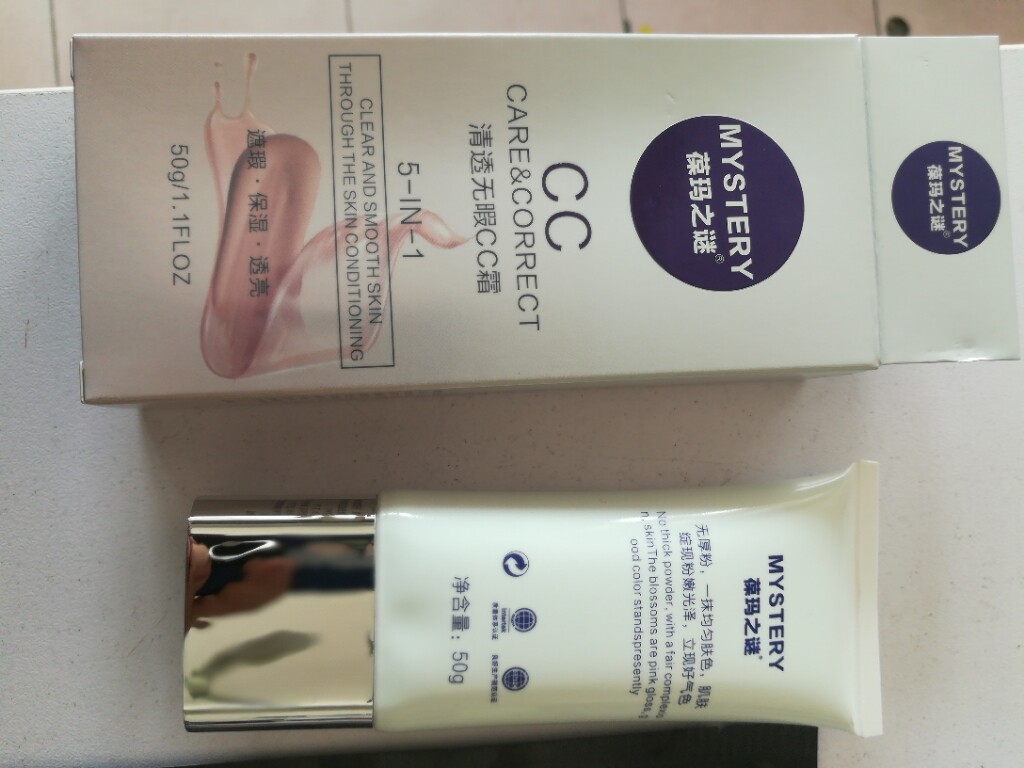 MYSTERY
葆玛之谜
MYSTERY
葆玛之谜®
CC
CARE&CORRECT
清透无暇CC霜
5-IN-1
CLEAR AND SMOOTH SKIN
THROUGH THE SKIN CONDITIONING
遮瑕·保湿·透亮
50g/1.1FLOZ
MYSTERY
葆玛之谜
无厚粉，一抹均匀肤色，肌肤
绽现粉嫩光泽，立现好气色
No thick powder, with a fair complexio
n, skinThe blossoms are pink gloss,g
ood color standspresently
intertek
净含量：50g